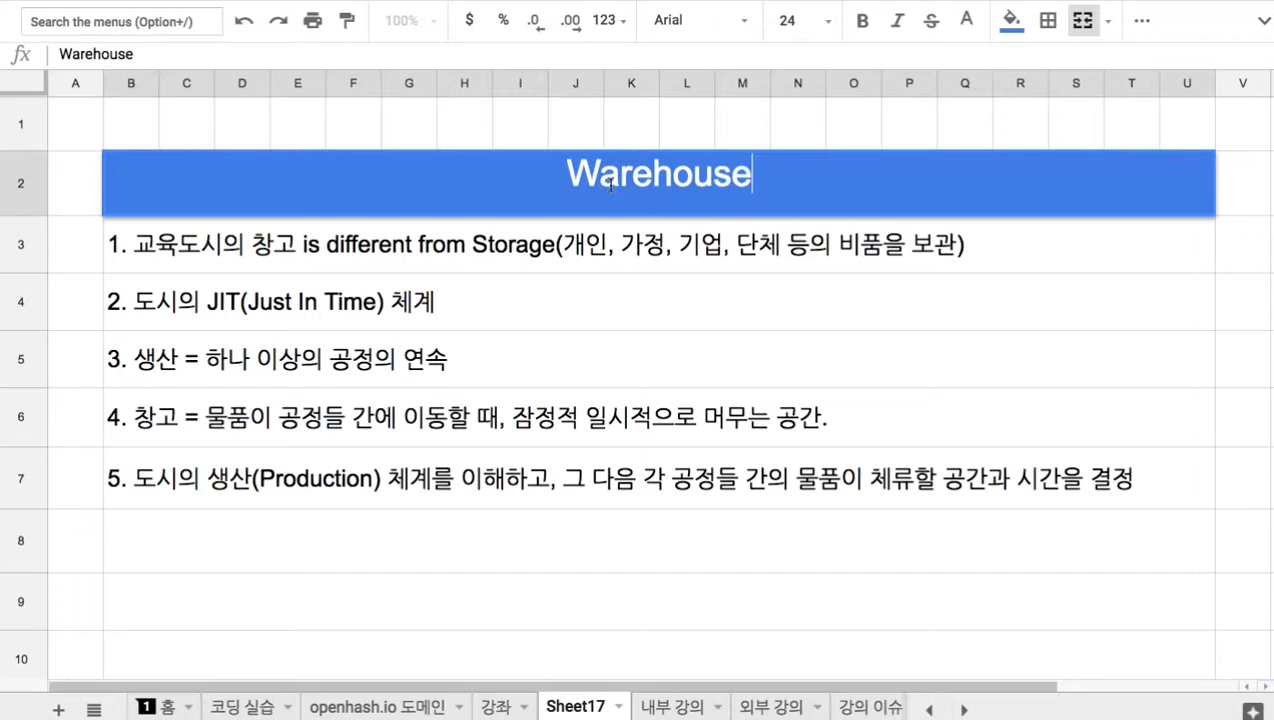 Search the menus (Option+/)
100%
$ % .0 .00 123
Arial
24
B I S A
fx Warehouse
A B C D E F G H I J K L M N O P Q R S T U V
1
2 Warehouse
3 1. 교육도시의 창고 is different from Storage(개인, 가정, 기업, 단체 등의 비품을 보관)
4 2. 도시의 JIT(Just In Time) 체계
5 3. 생산 = 하나 이상의 공정의 연속
6 4. 창고 = 물품이 공정들 간에 이동할 때, 잠정적 일시적으로 머무는 공간.
7 5. 도시의 생산(Production) 체계를 이해하고, 그 다음 각 공정들 간의 물품이 체류할 공간과 시간을 결정
8
9
10
1 홈 코딩 실습 openhash.io 도메인 강좌 Sheet17 내부 강의 외부 강의 강의 이슈